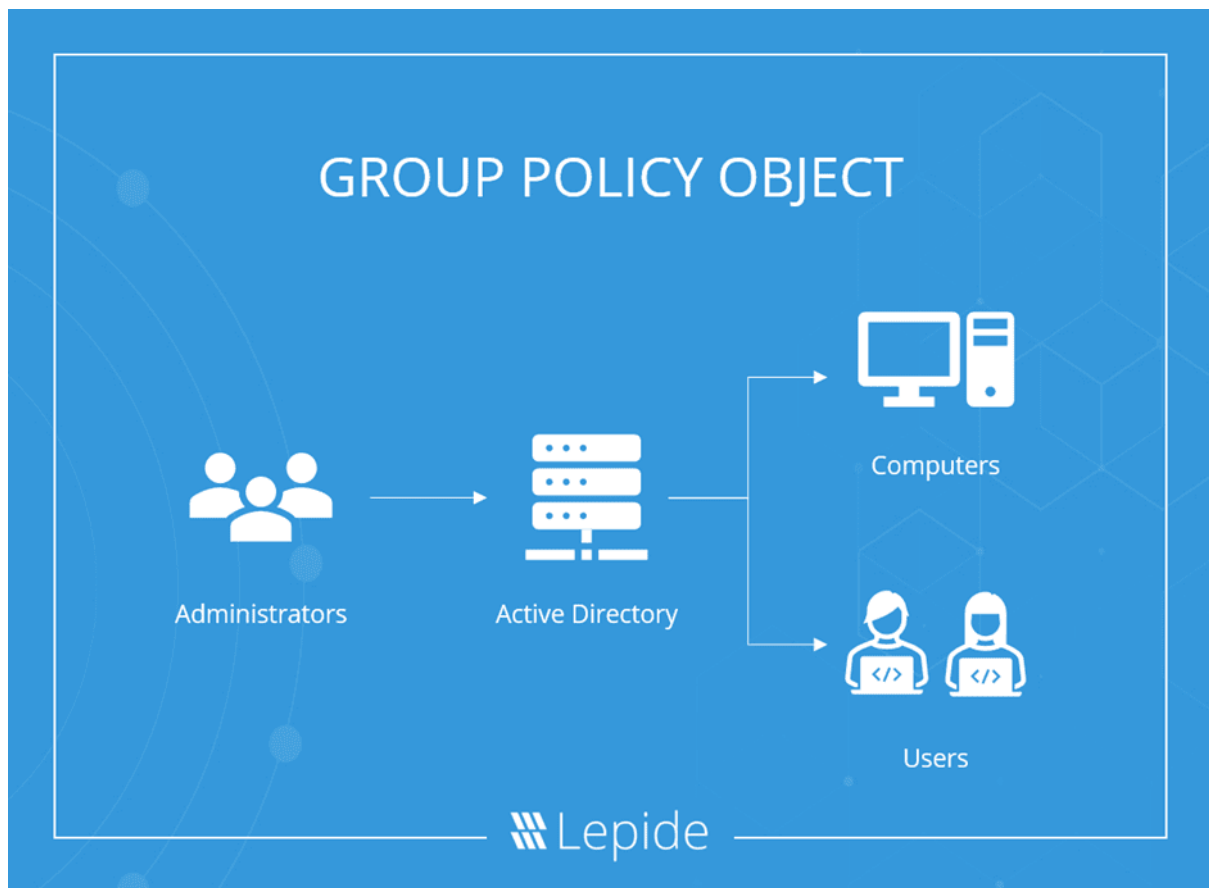 GROUP POLICY OBJECT
Computers
Administrators
Active Directory
</>
</>
Users
Lepide